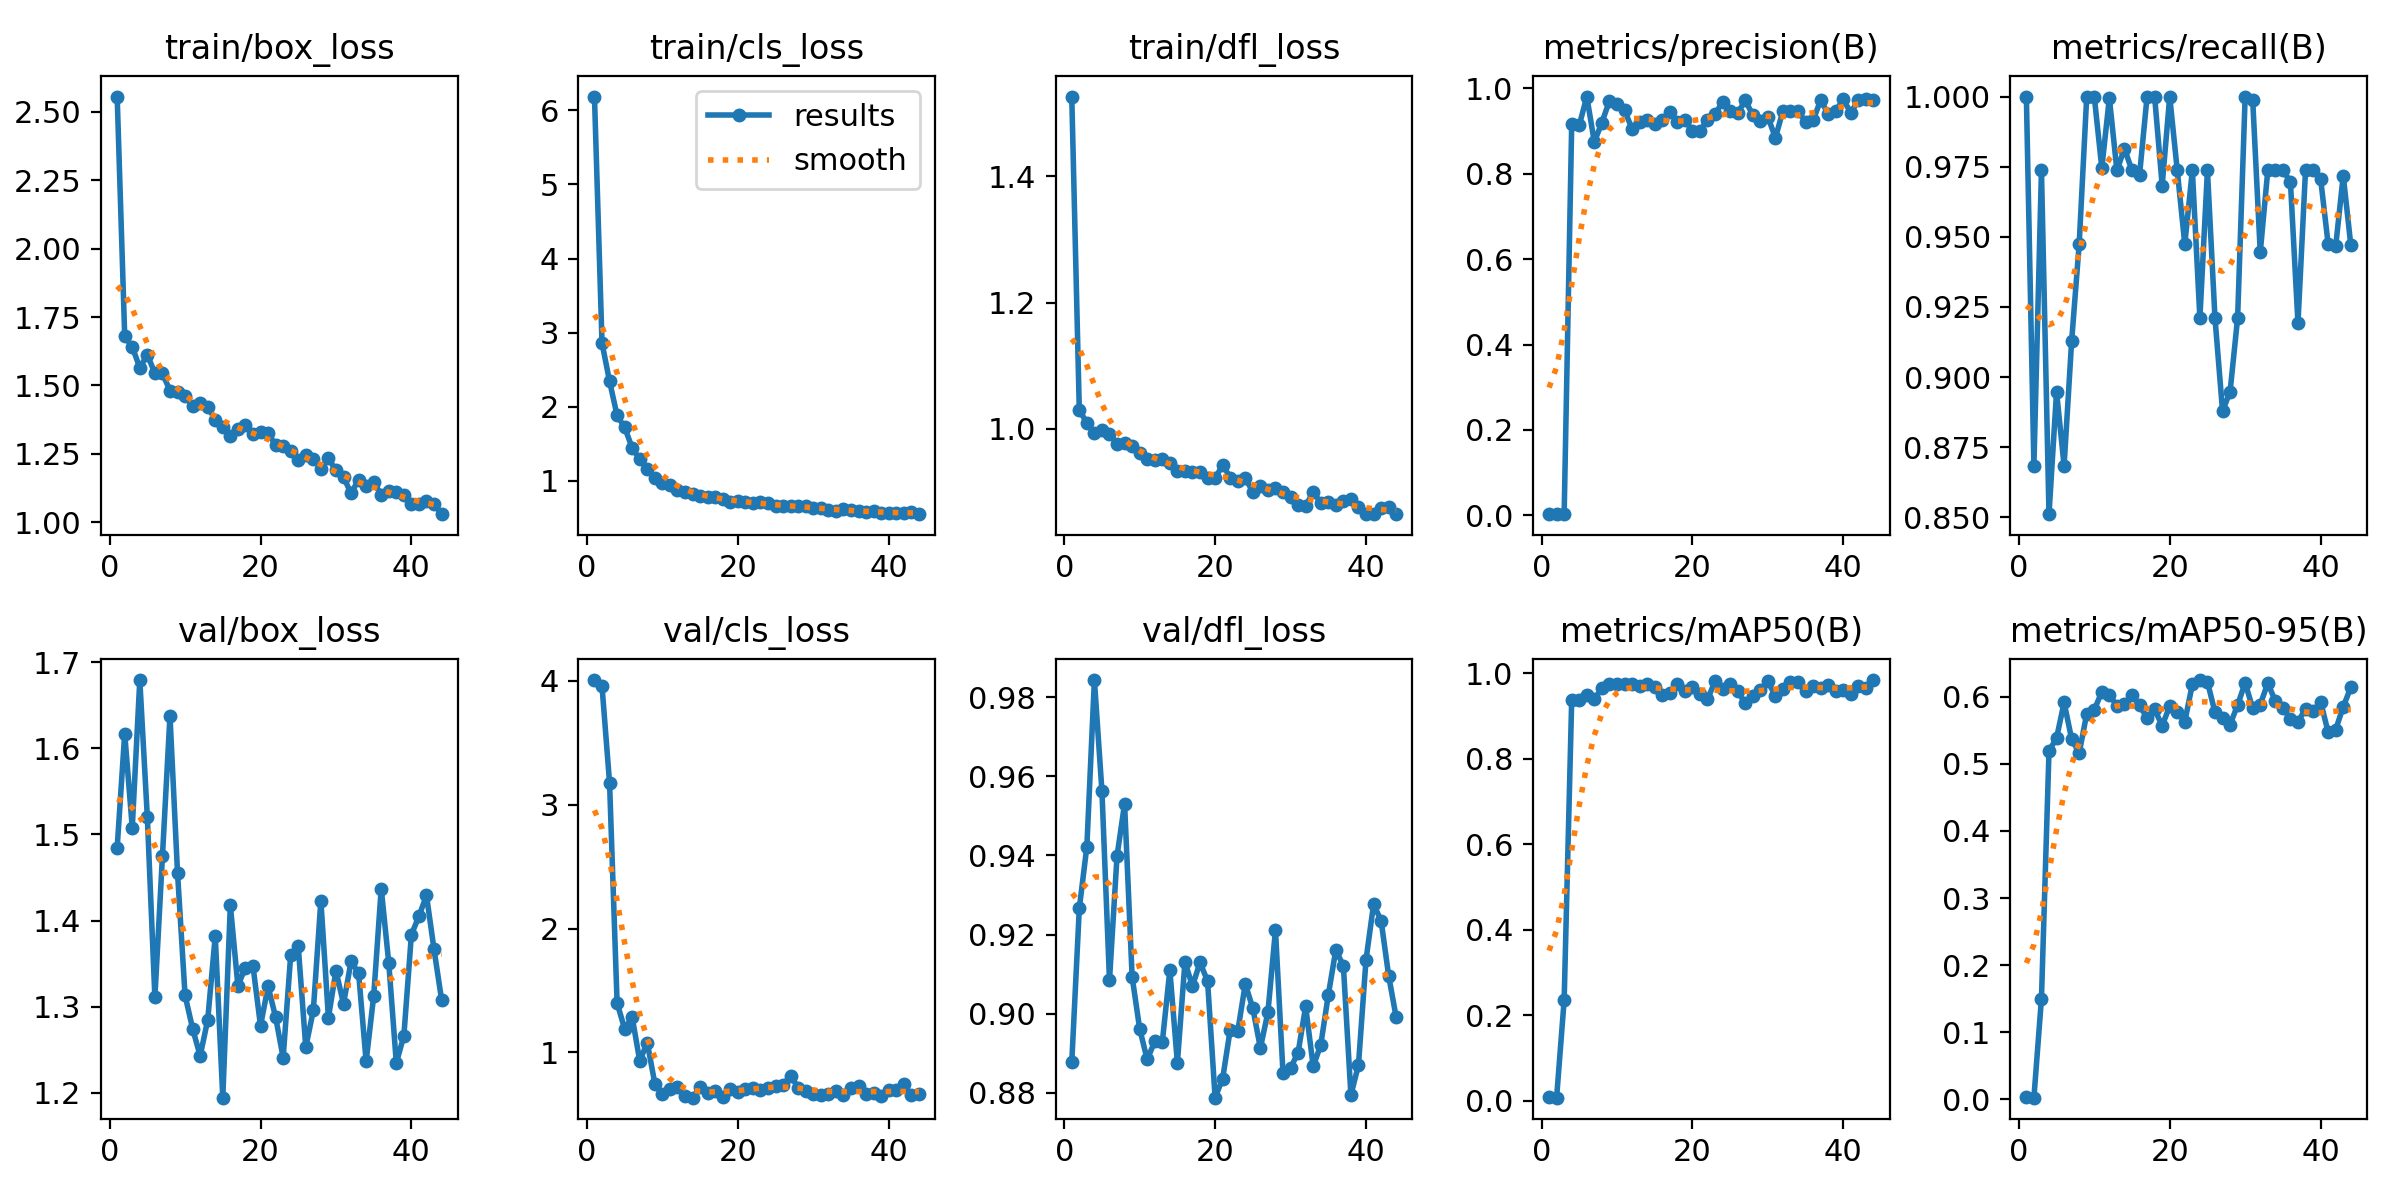 train/box_loss
2.50
2.25
2.00
1.75
1.50
1.25
1.00
0 20 40
train/cls_loss
results
smooth
6
5
4
3
2
1
0 20 40
train/dfl_loss
1.4
1.2
1.0
0 20 40
metrics/precision(B)
1.0
0.8
0.6
0.4
0.2
0.0
0 20 40
metrics/recall(B)
1.000
0.975
0.950
0.925
0.900
0.875
0.850
0 20 40
val/box_loss
1.7
1.6
1.5
1.4
1.3
1.2
0 20 40
val/cls_loss
4
3
2
1
0 20 40
val/dfl_loss
0.98
0.96
0.94
0.92
0.90
0.88
0 20 40
metrics/mAP50(B)
1.0
0.8
0.6
0.4
0.2
0.0
0 20 40
metrics/mAP50-95(B)
0.6
0.5
0.4
0.3
0.2
0.1
0.0
0 20 40